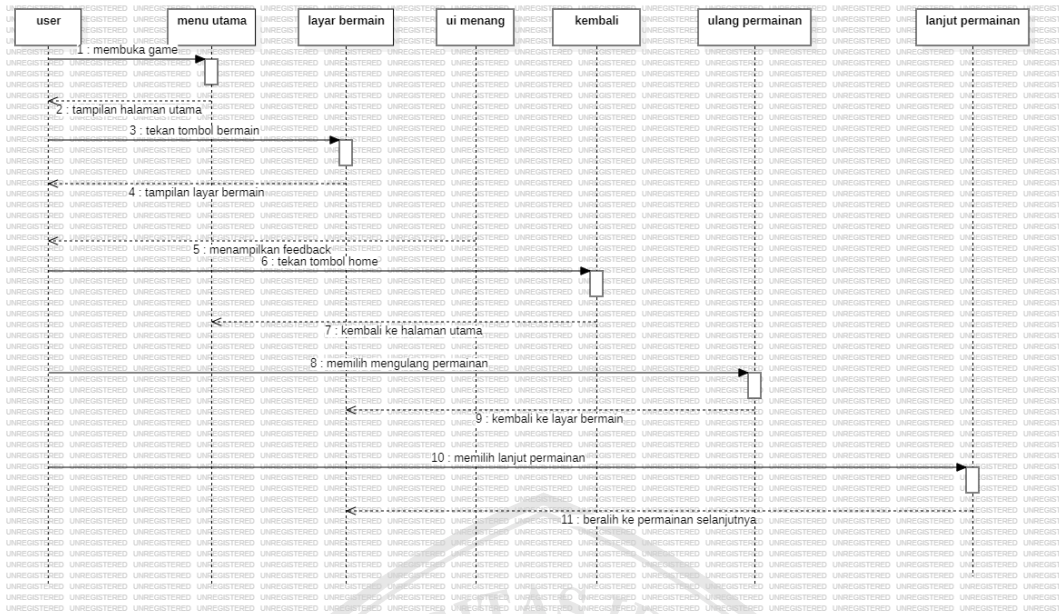 user
menu utama
layar bermain
ui menang
kembali
ulang permainan
lanjut permainan
1 : membuka game
2 : tampilan halaman utama
3 : tekan tombol bermain
4 : tampilan layar bermain
5 : menampilkan feedback
6 : tekan tombol home
7 : kembali ke halaman utama
8 : memilih mengulang permainan
9 : kembali ke layar bermain
10 : memilih lanjut permainan
11 : beralih ke permainan selanjutnya
UNREGISTERED